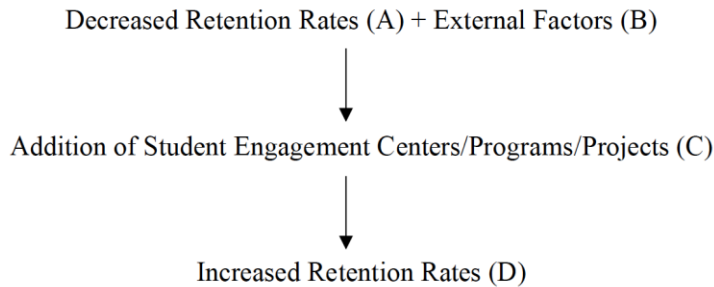 Decreased Retention Rates (A) + External Factors (B)
Addition of Student Engagement Centers/Programs/Projects (C)
Increased Retention Rates (D)